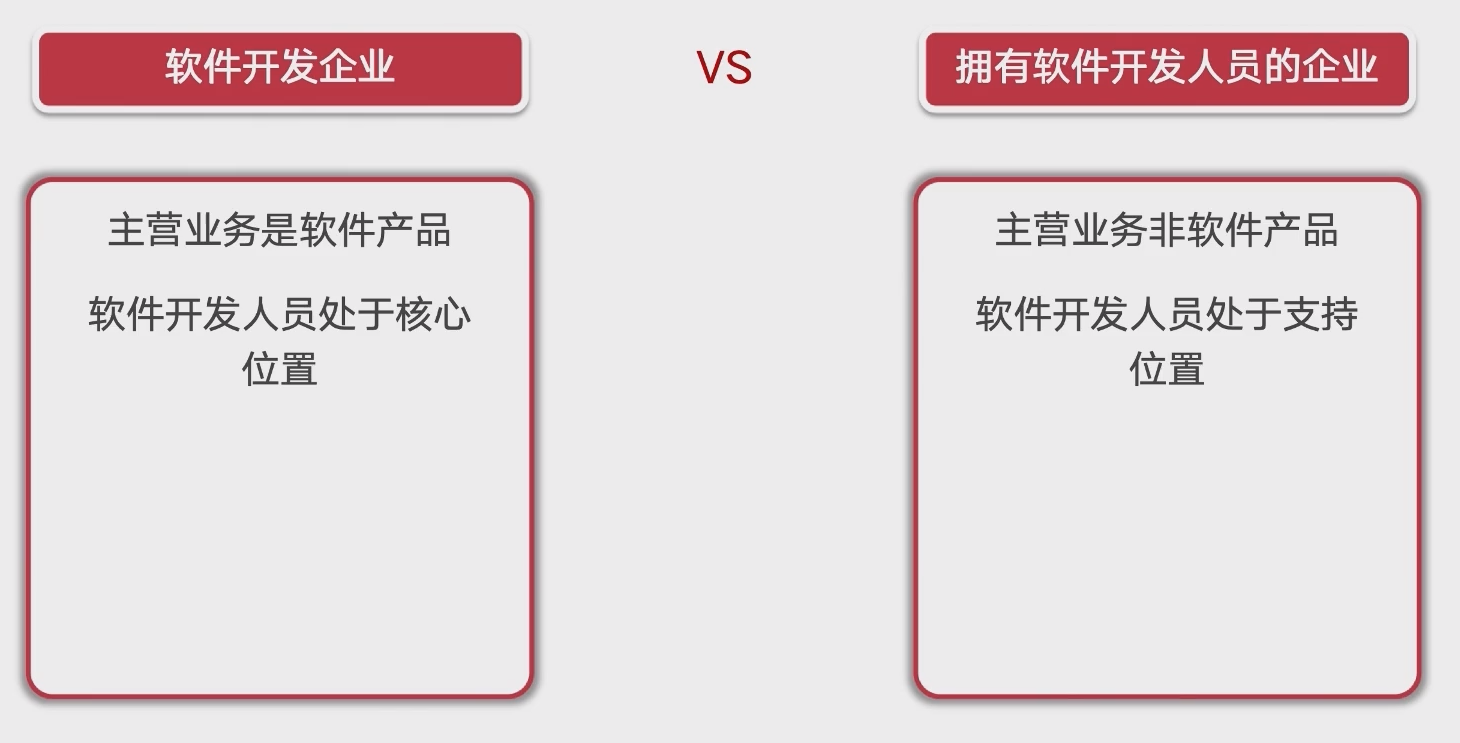 软件开发企业
VS
拥有软件开发人员的企业
主营业务是软件产品
软件开发人员处于核心
位置
主营业务非软件产品
软件开发人员处于支持
位置